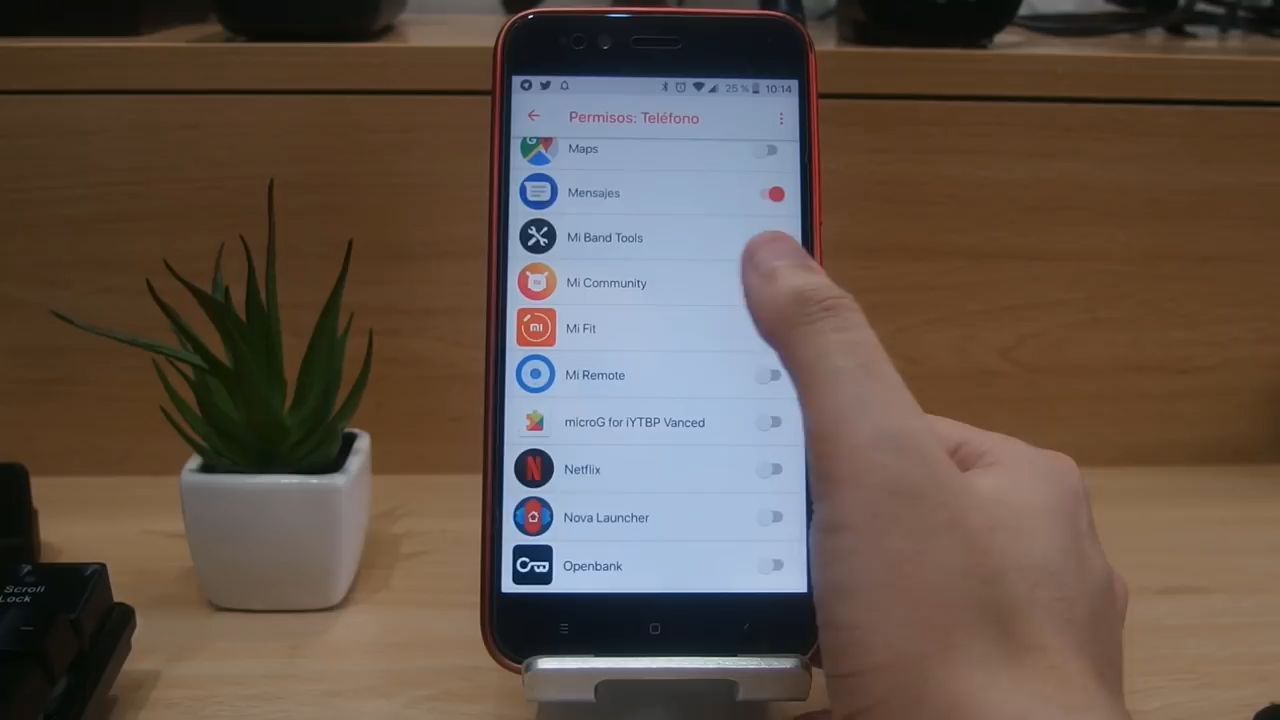 25 % 10:14
Permisos: Teléfono
Maps
Mensajes
Mi Band Tools
Mi Community
Mi Fit
Mi Remote
microG for iYTBP Vanced
Netflix
Nova Launcher
Openbank
Scroll
Lock